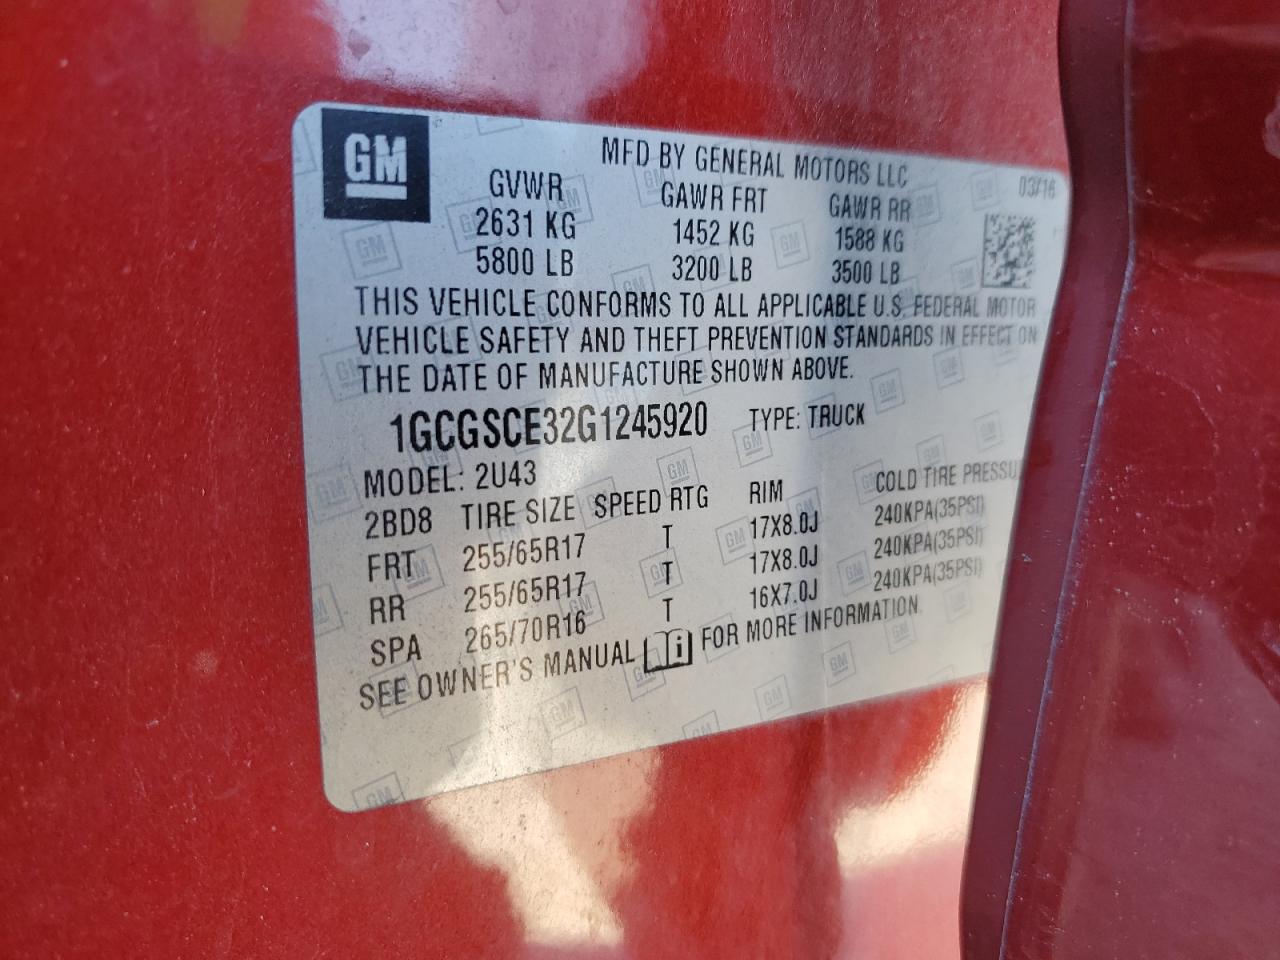 GM
MFD BY GENERAL MOTORS LLC
03/16
GVWR GAWR FRT GAWR RR
2631 KG 1452 KG 1588 KG
5800 LB 3200 LB 3500 LB
THIS VEHICLE CONFORMS TO ALL APPLICABLE U.S. FEDERAL MOTOR
VEHICLE SAFETY AND THEFT PREVENTION STANDARDS IN EFFECT ON
THE DATE OF MANUFACTURE SHOWN ABOVE.
1GCGSCE32G1245920 TYPE: TRUCK
MODEL: 2U43
2BD8 TIRE SIZE SPEED RTG RIM COLD TIRE PRESSU
FRT 255/65R17 T 17X8.0J 240KPA(35PSI)
RR 255/65R17 T 17X8.0J 240KPA(35PSI)
SPA 265/70R16 T 16X7.0J 240KPA(35PSI)
SEE OWNER'S MANUAL i FOR MORE INFORMATION.